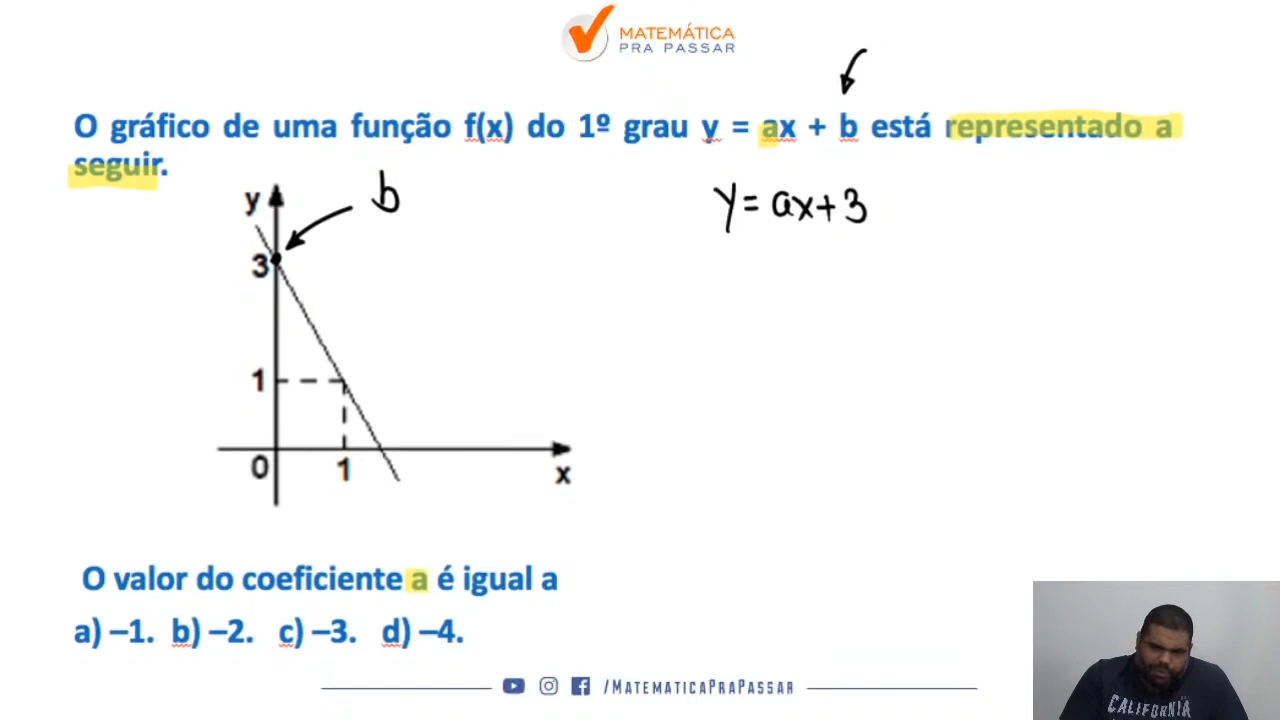 MATEMÁTICA
PRA PASSAR
O gráfico de uma função f(x) do 1º grau y = ax + b está representado a
seguir.
y
b
y = ax+3
3
1
0
1
x
O valor do coeficiente a é igual a
a) –1. b) –2. c) –3. d) –4.
/MATEMATICAPRAPASSAR
CALIFORNIA